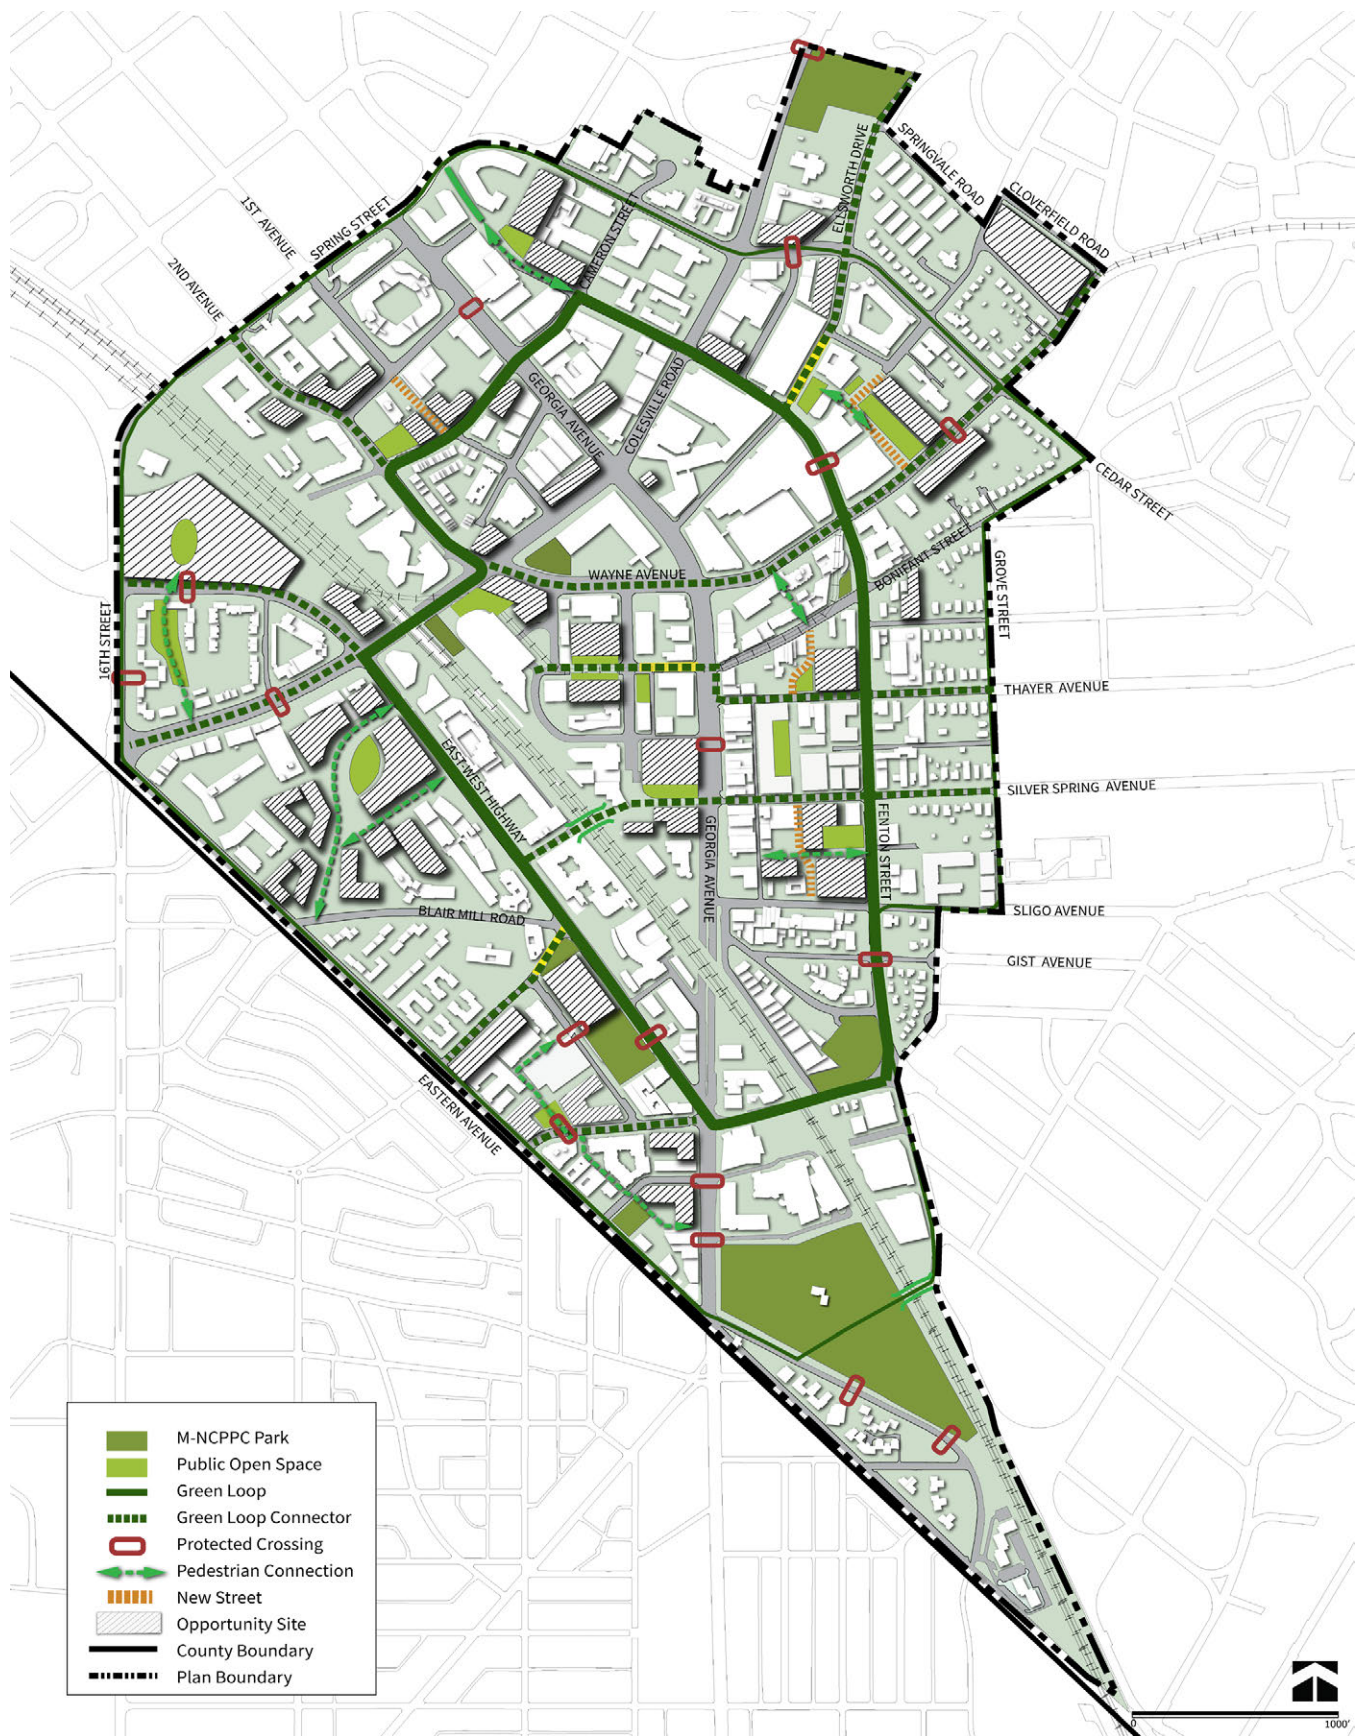 SPRINGVALE ROAD
CLOVERFIELD ROAD
ELLSWORTH DRIVE
1ST AVENUE
SPRING STREET
2ND AVENUE
CAMERON STREET
GEORGIA AVENUE
COLESVILLE ROAD
CEDAR STREET
WAYNE AVENUE
BONIFANT STREET
GROVE STREET
16TH STREET
THAYER AVENUE
EAST-WEST HIGHWAY
SILVER SPRING AVENUE
GEORGIA AVENUE
FENTON STREET
BLAIR MILL ROAD
SLIGO AVENUE
GIST AVENUE
EASTERN AVENUE
M-NCPPC Park
Public Open Space
Green Loop
Green Loop Connector
Protected Crossing
Pedestrian Connection
New Street
Opportunity Site
County Boundary
Plan Boundary
0 1000'